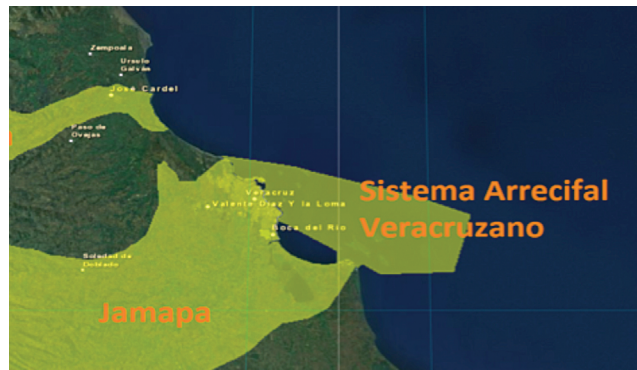 Zempoala
Ursulo
Galván
José Cardel
Paso de
Ovejas
Veracruz
Valente Díaz Y la Loma
Boca del Río
Sistema Arrecifal
Veracruzano
Soledad de
Doblado
Jamapa